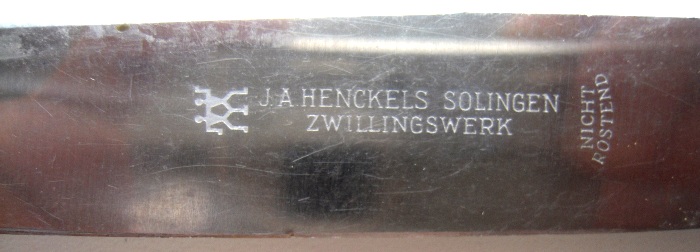 J. A HENCKELS SOLINGEN
ZWILLINGSWERK
NICHT
ROSTEND